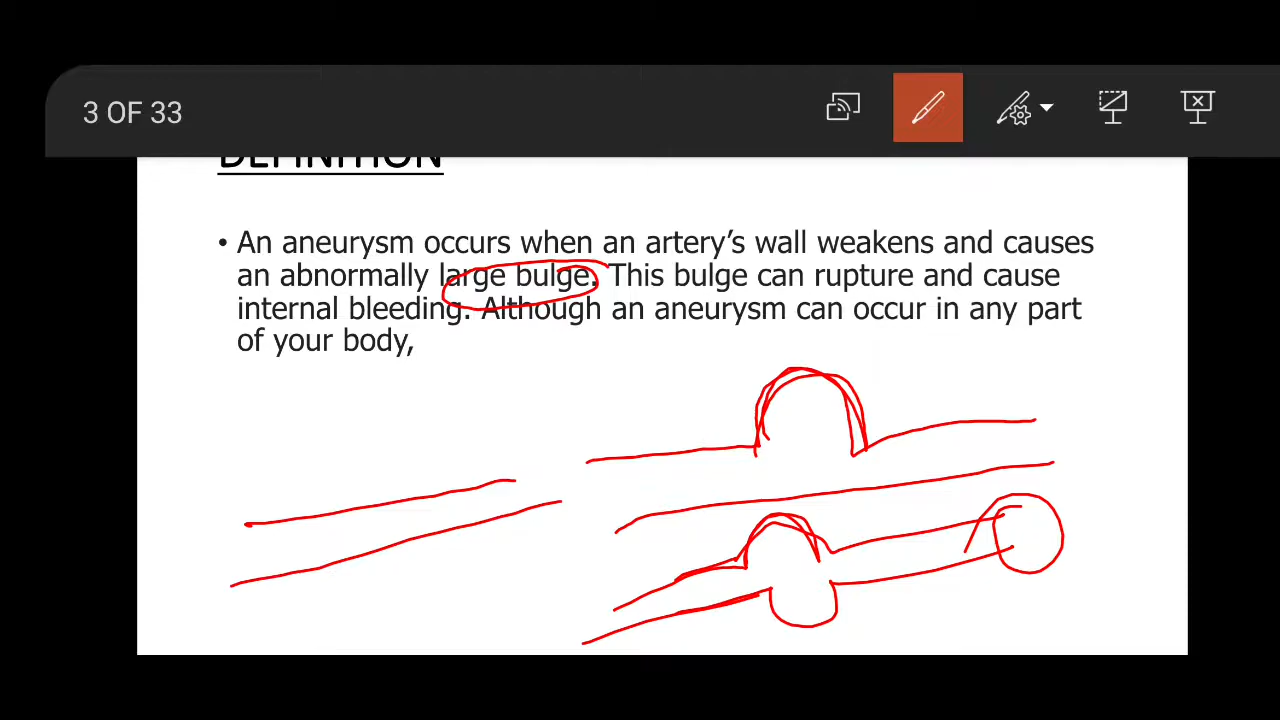 3 OF 33
DEFINITION
• An aneurysm occurs when an artery’s wall weakens and causes
an abnormally large bulge. This bulge can rupture and cause
internal bleeding. Although an aneurysm can occur in any part
of your body,